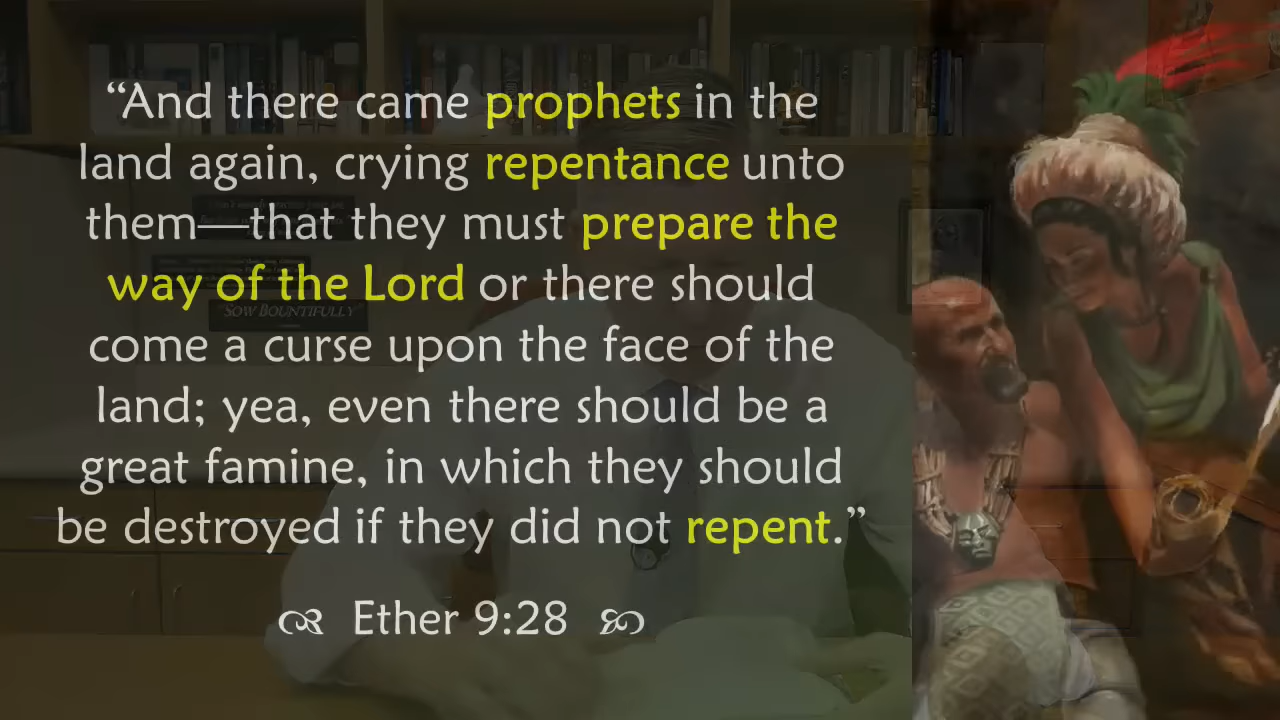 “And there came prophets in the
land again, crying repentance unto
them—that they must prepare the
way of the Lord or there should
come a curse upon the face of the
land; yea, even there should be a
great famine, in which they should
be destroyed if they did not repent.”
Ether 9:28
"SOW BOUNTIFULLY"